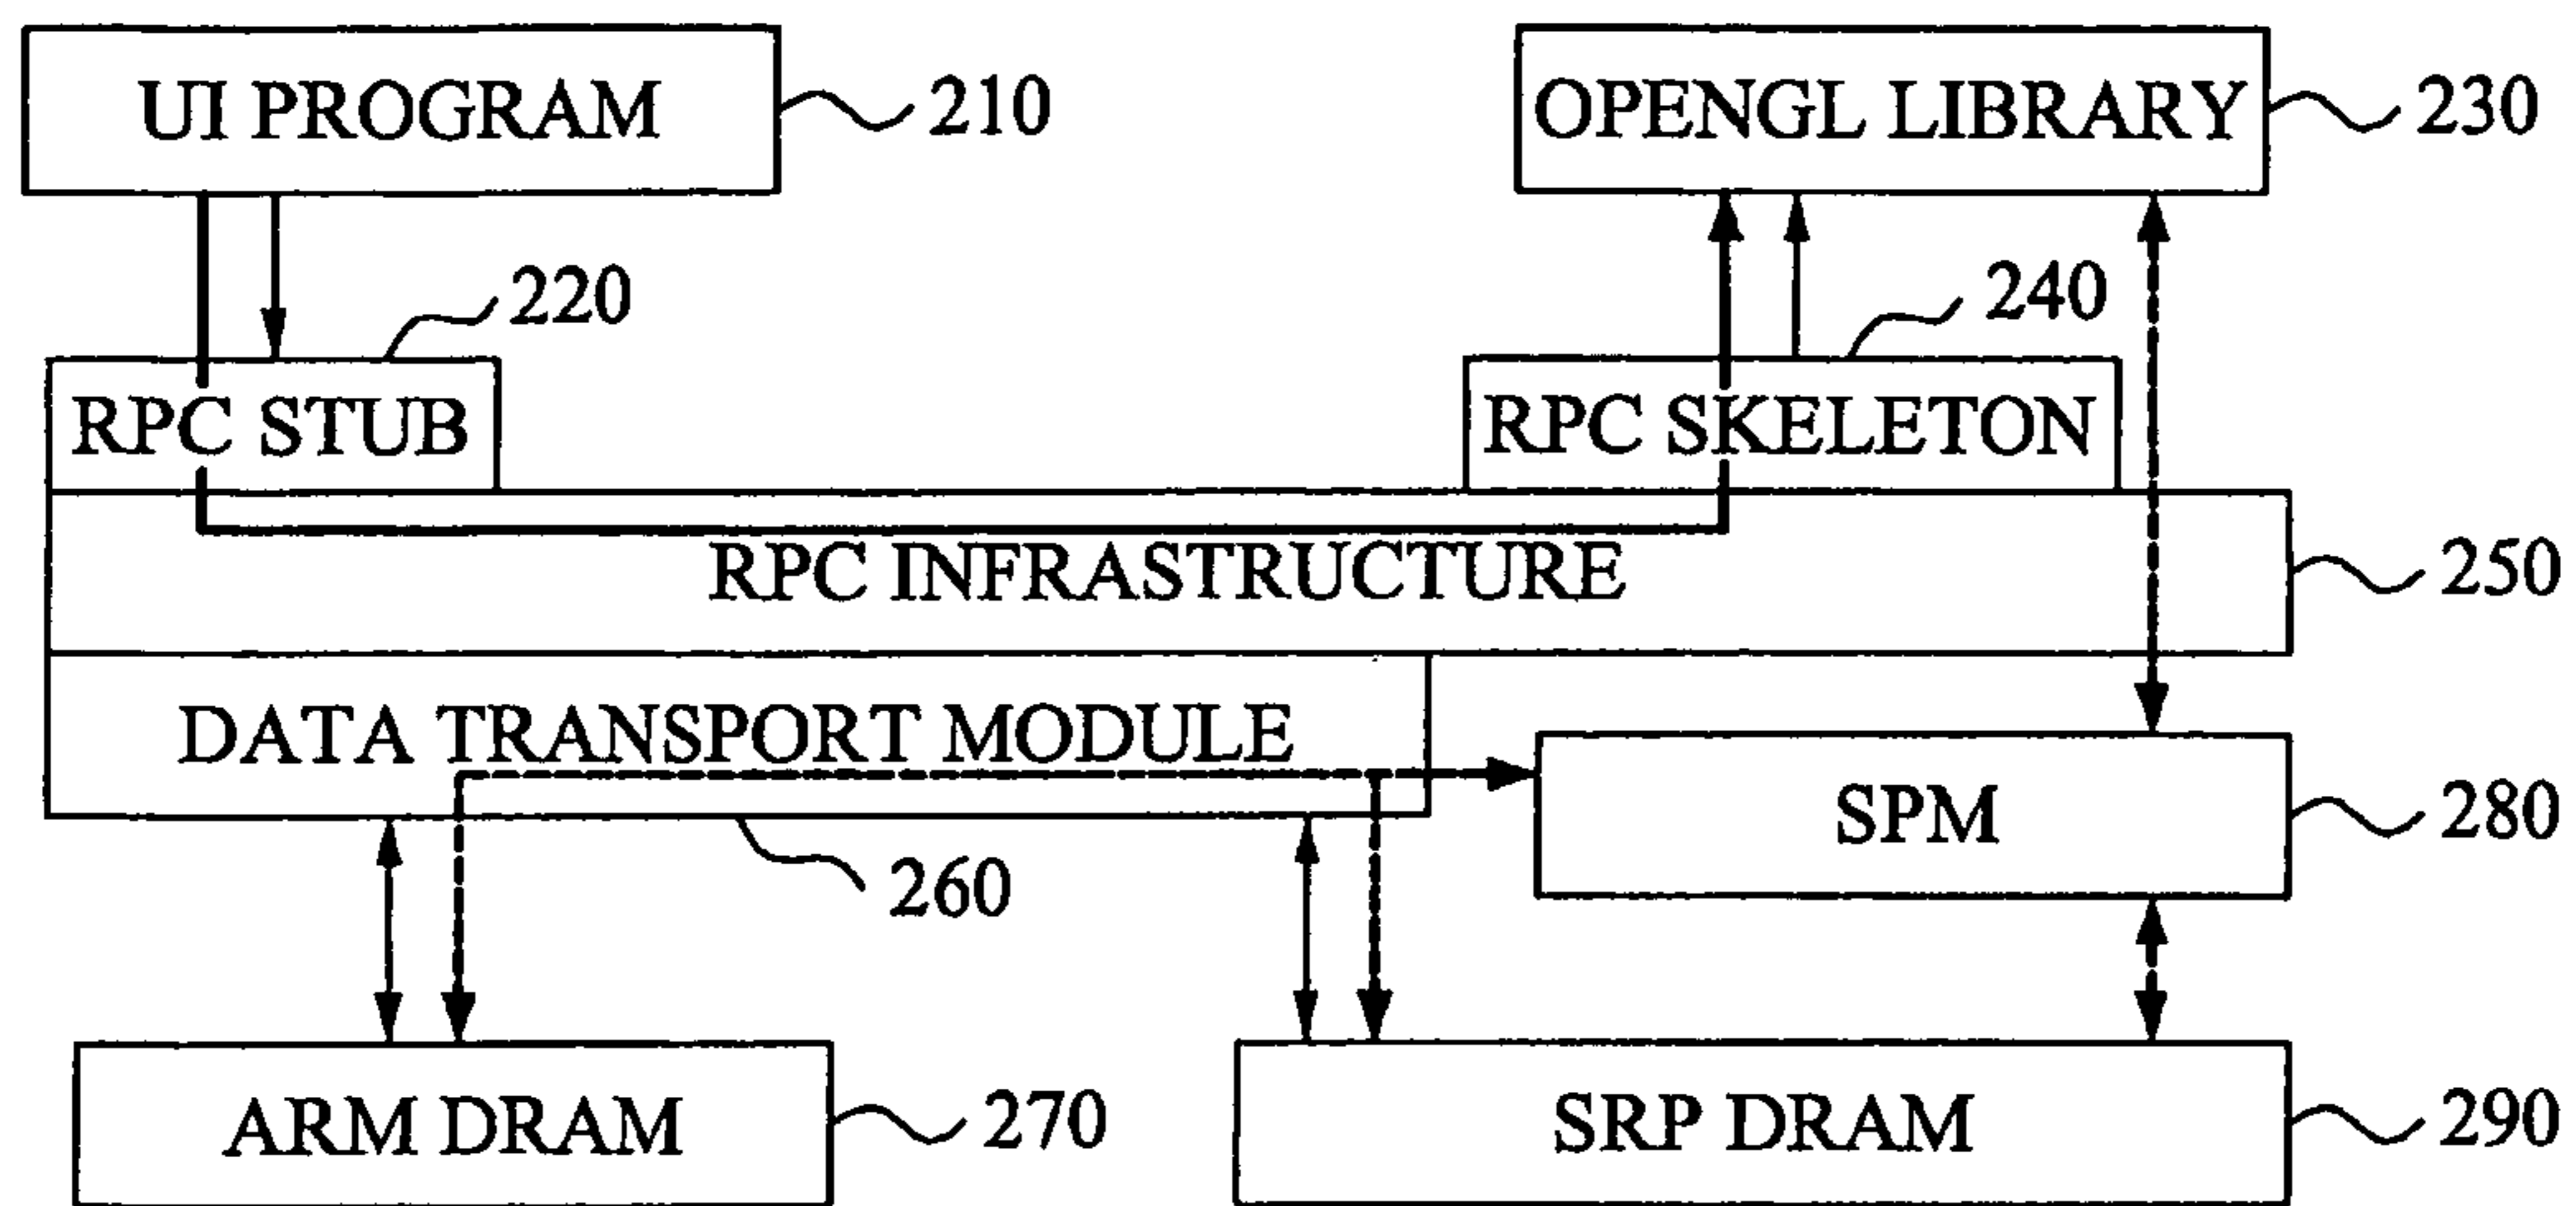 UI PROGRAM
210
OPENGL LIBRARY
230
220
240
RPC STUB
RPC SKELETON
RPC INFRASTRUCTURE
250
DATA TRANSPORT MODULE
SPM
280
260
ARM DRAM
270
SRP DRAM
290